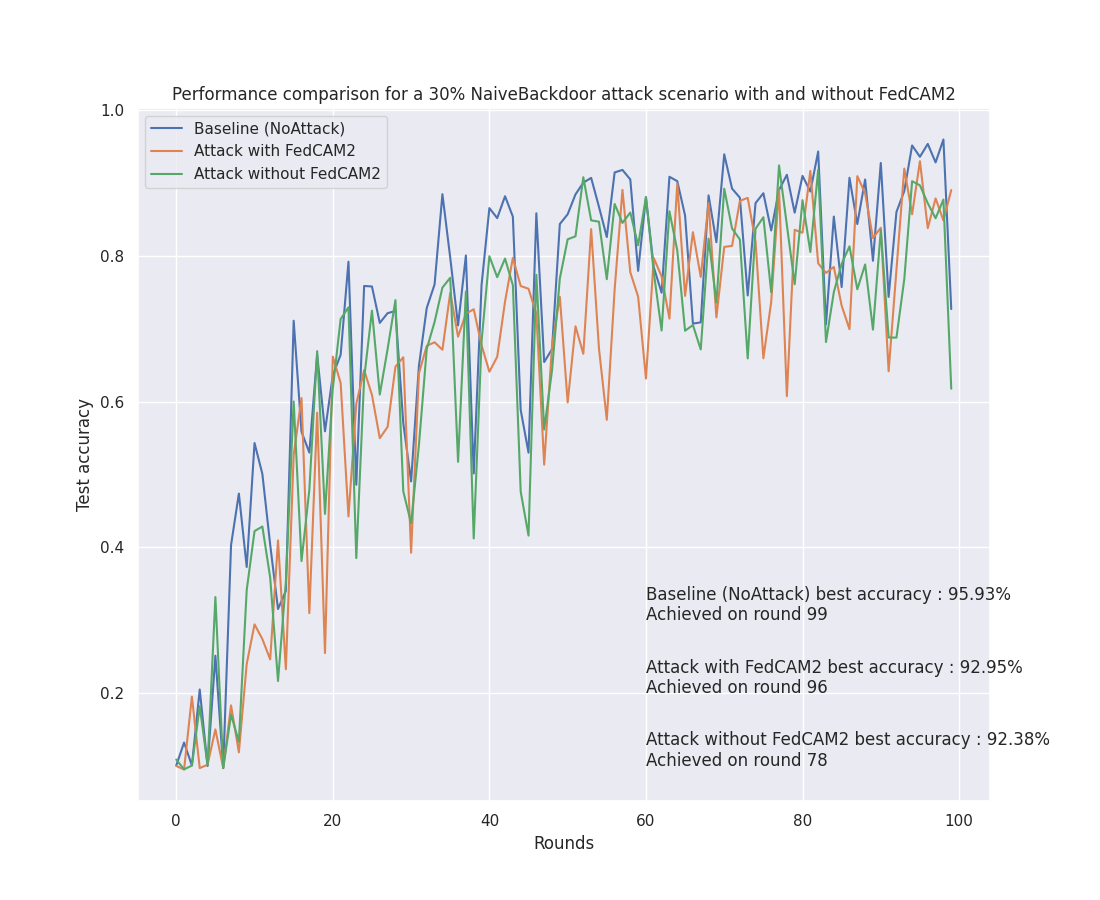 Performance comparison for a 30% NaiveBackdoor attack scenario with and without FedCAM2
Baseline (NoAttack)
Attack with FedCAM2
Attack without FedCAM2
Test accuracy
1.0
0.8
0.6
0.4
0.2
Baseline (NoAttack) best accuracy : 95.93%
Achieved on round 99
Attack with FedCAM2 best accuracy : 92.95%
Achieved on round 96
Attack without FedCAM2 best accuracy : 92.38%
Achieved on round 78
0 20 40 60 80 100
Rounds